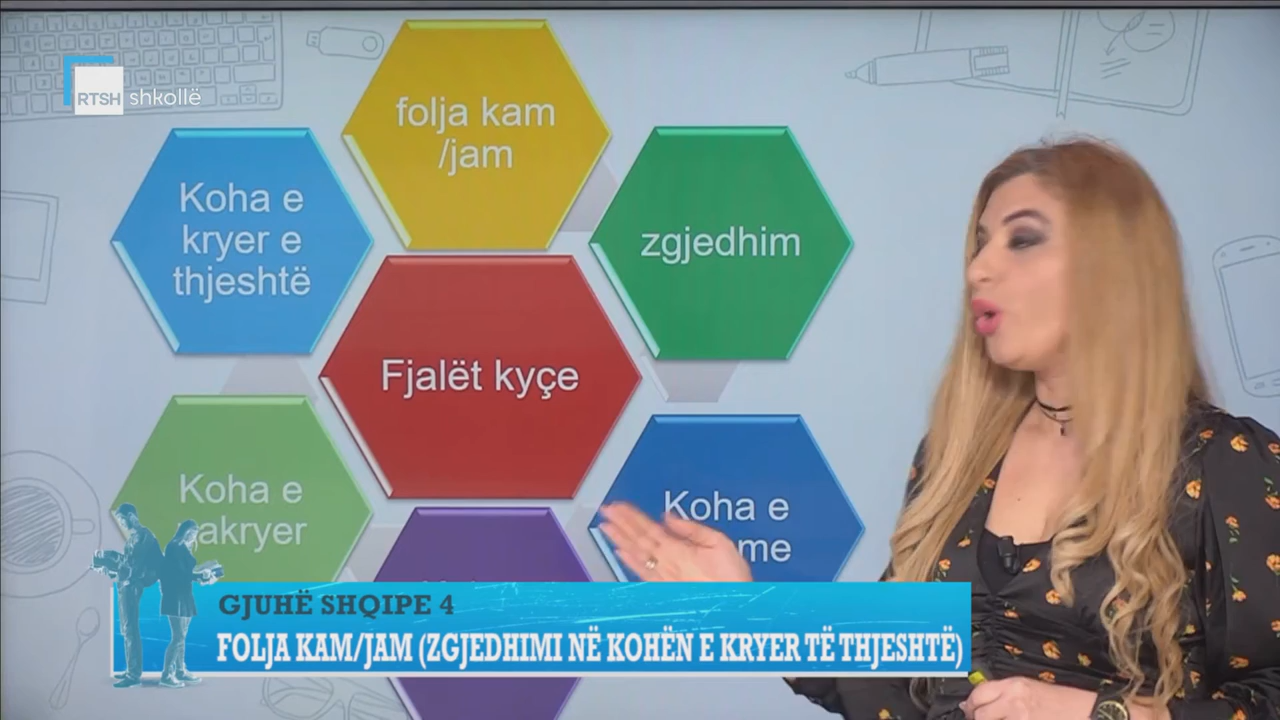 RTSH shkollë
folja kam
/jam
Koha e
kryer e
thjeshtë
zgjedhim
Fjalët kyçe
Koha e
Koha e
GJUHË SHQIPE 4
FOLJA KAM/JAM (ZGJEDHIMI NË KOHËN E KRYER TË THJESHTË)